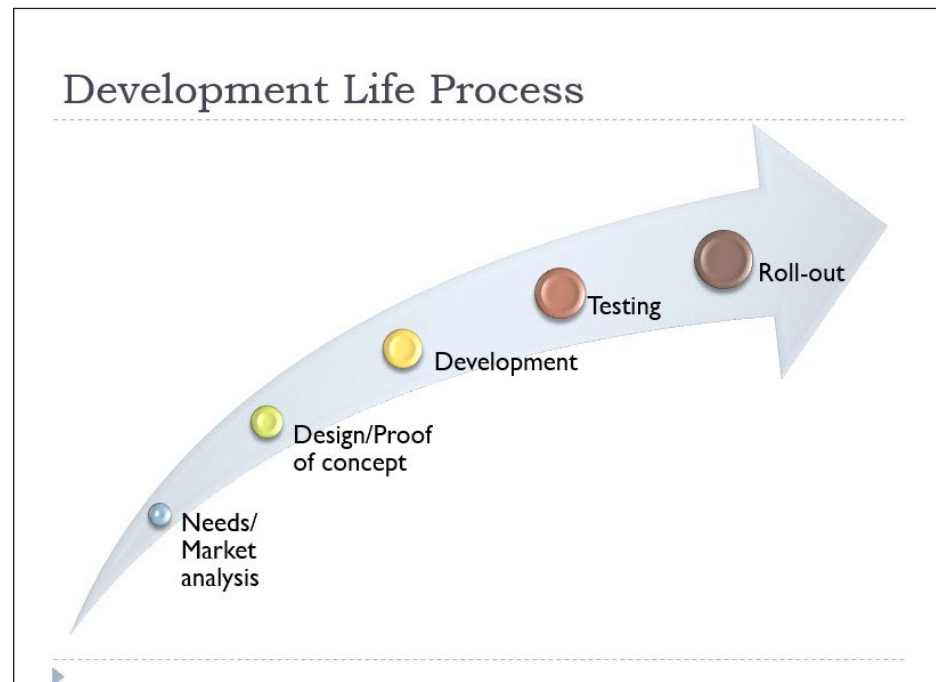 Development Life Process
Needs/
Market
analysis
Design/Proof
of concept
Development
Testing
Roll-out